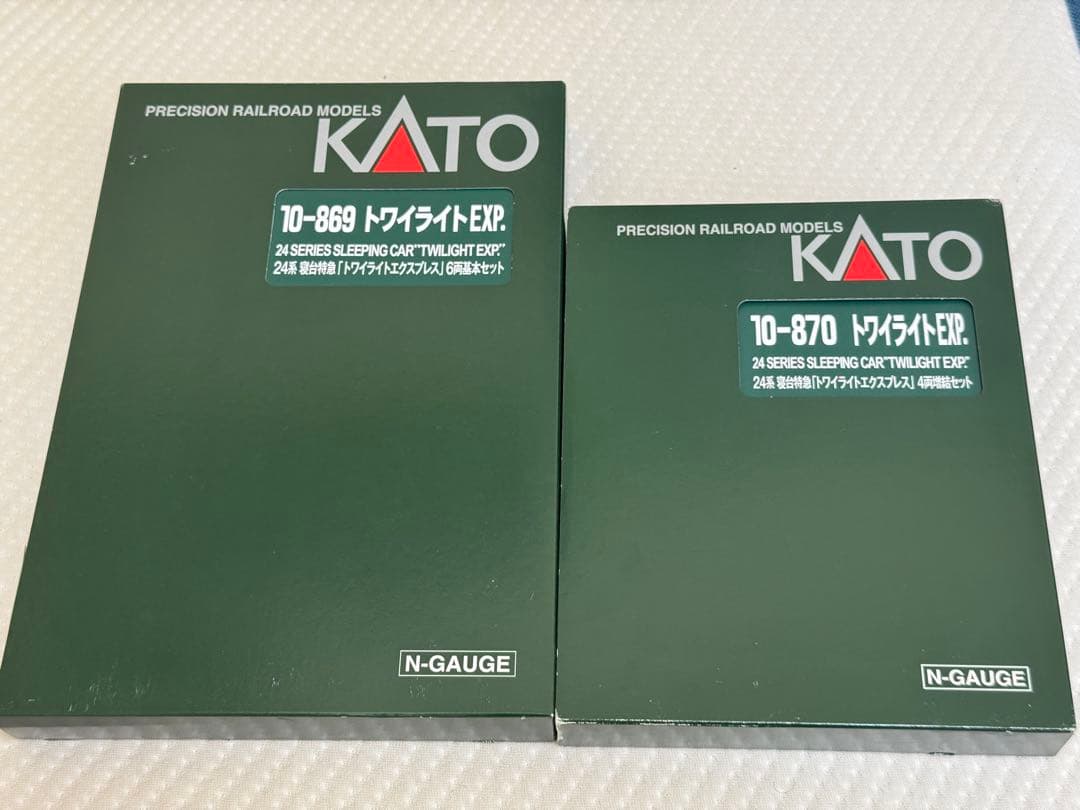 PRECISION RAILROAD MODELS
KATO
10-869 トワイライトEXP.
24 SERIES SLEEPING CAR"TWILIGHT EXP."
24系 寝台特急「トワイライトエクスプレス」6両基本セット
N-GAUGE
PRECISION RAILROAD MODELS
KATO
10-870 トワイライトEXP.
24 SERIES SLEEPING CAR"TWILIGHT EXP."
24系 寝台特急「トワイライトエクスプレス」4両増結セット
N-GAUGE